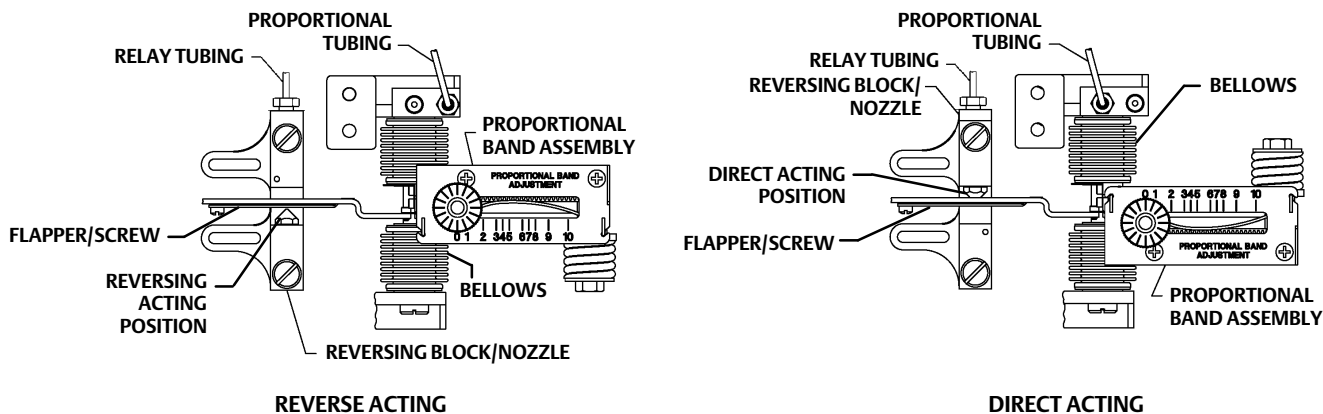 PROPORTIONAL
TUBING
RELAY TUBING
PROPORTIONAL
BAND ASSEMBLY
PROPORTIONAL BAND
ADJUSTMENT
0 1 2 345 678 9 10
FLAPPER/SCREW
REVERSING
ACTING
POSITION
BELLOWS
REVERSING BLOCK/NOZZLE
REVERSE ACTING
PROPORTIONAL
TUBING
RELAY TUBING
REVERSING BLOCK/
NOZZLE
BELLOWS
DIRECT ACTING
POSITION
0 1 2 345 678 9 10
PROPORTIONAL BAND
ADJUSTMENT
FLAPPER/SCREW
PROPORTIONAL
BAND ASSEMBLY
DIRECT ACTING